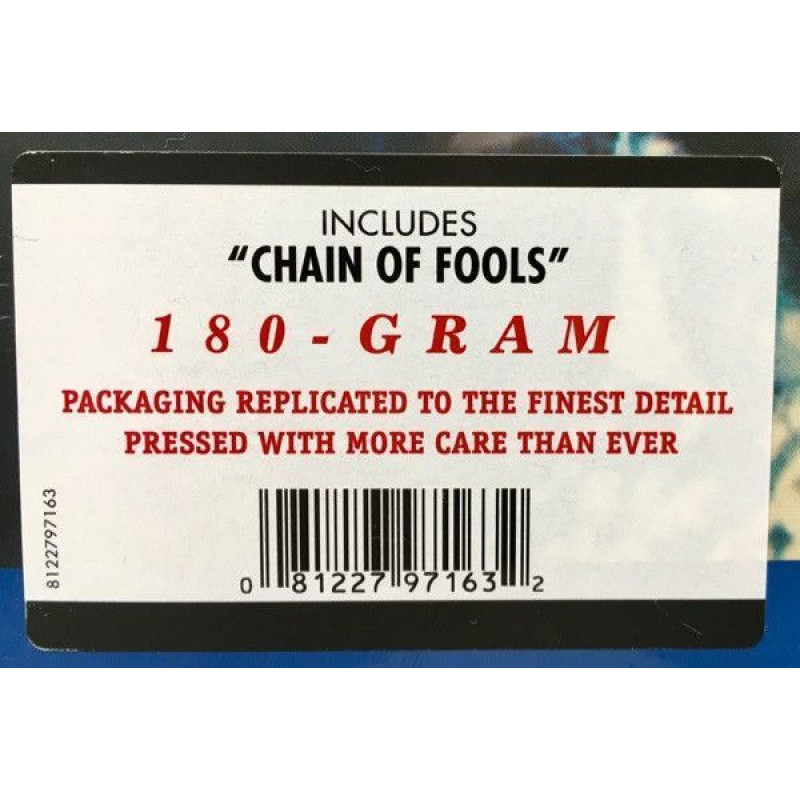 INCLUDES
“CHAIN OF FOOLS”
180-GRAM
PACKAGING REPLICATED TO THE FINEST DETAIL
PRESSED WITH MORE CARE THAN EVER
8122797163
0 81227 97163 2